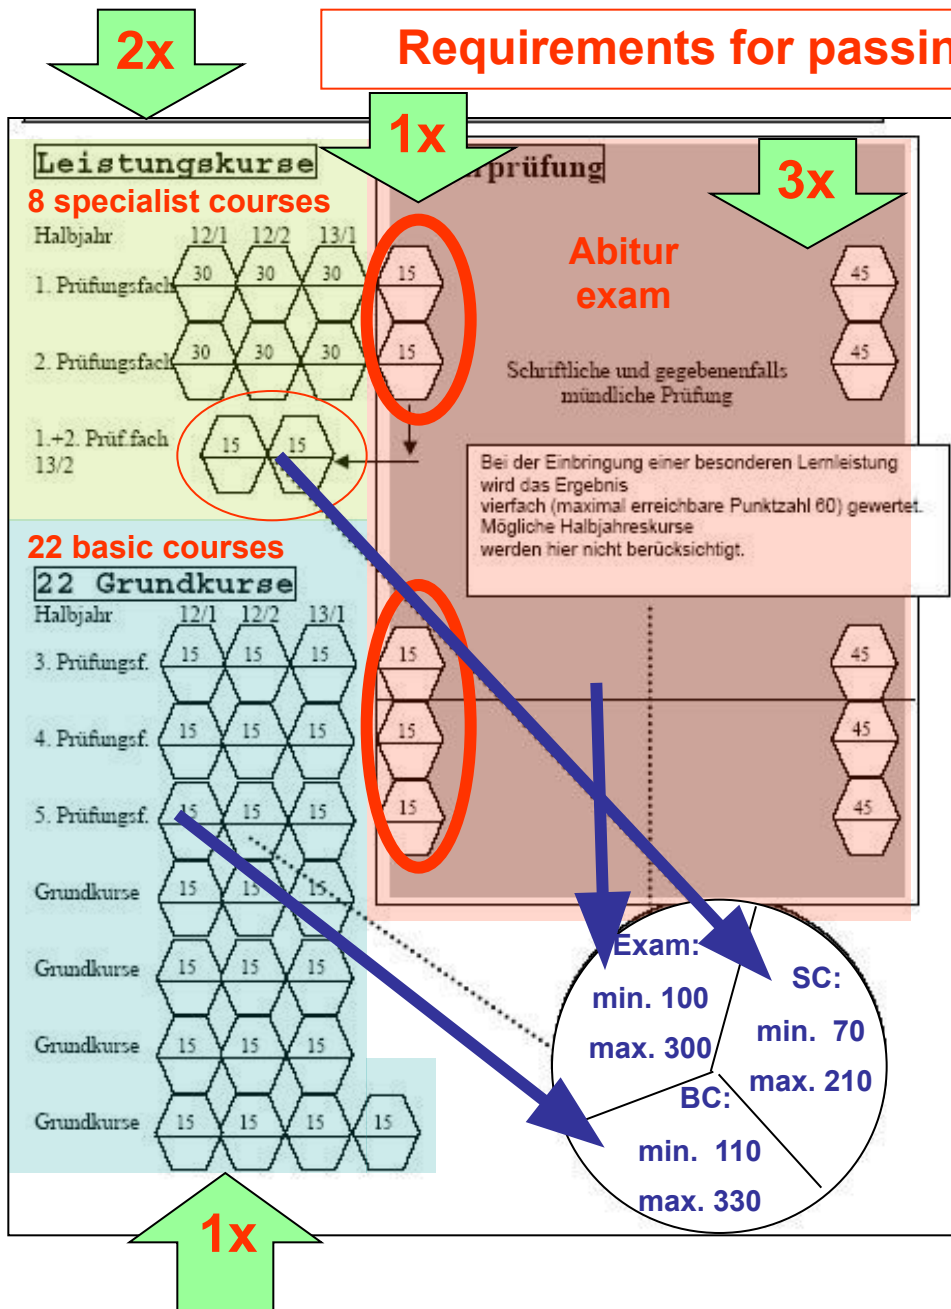 2x
Requirements for passin
1x
3x
Leistungskurse
rprüfung
8 specialist courses
Halbjahr 12/1 12/2 13/1
Abitur
exam
1. Prüfungsfach 30 30 30 15 45
2. Prüfungsfach 30 30 30 15 45
Schriftliche und gegebenenfalls
mündliche Prüfung
1.+2. Prüf.fach 15 15
13/2
Bei der Einbringung einer besonderen Lernleistung
wird das Ergebnis
vierfach (maximal erreichbare Punktzahl 60) gewertet.
Mögliche Halbjahreskurse
werden hier nicht berücksichtigt.
22 basic courses
22 Grundkurse
Halbjahr 12/1 12/2 13/1
3. Prüfungsf. 15 15 15 15 45
4. Prüfungsf. 15 15 15 15 45
5. Prüfungsf. 15 15 15 15 45
Grundkurse 15 15 15
Grundkurse 15 15 15
Grundkurse 15 15 15
Grundkurse 15 15 15 15
Exam:
min. 100
max. 300
SC:
min. 70
max. 210
BC:
min. 110
max. 330
1x